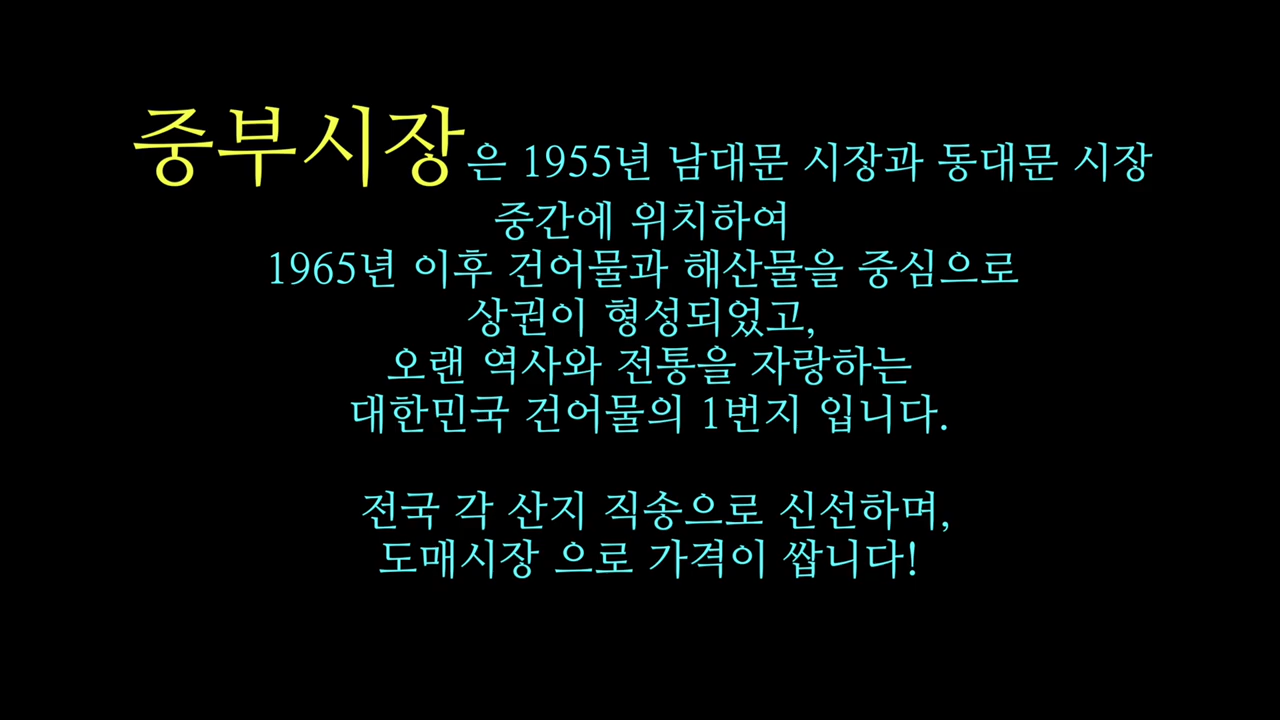 중부시장은 1955년 남대문 시장과 동대문 시장
중간에 위치하여
1965년 이후 건어물과 해산물을 중심으로
상권이 형성되었고,
오랜 역사와 전통을 자랑하는
대한민국 건어물의 1번지 입니다.
전국 각 산지 직송으로 신선하며,
도매시장 으로 가격이 쌉니다!